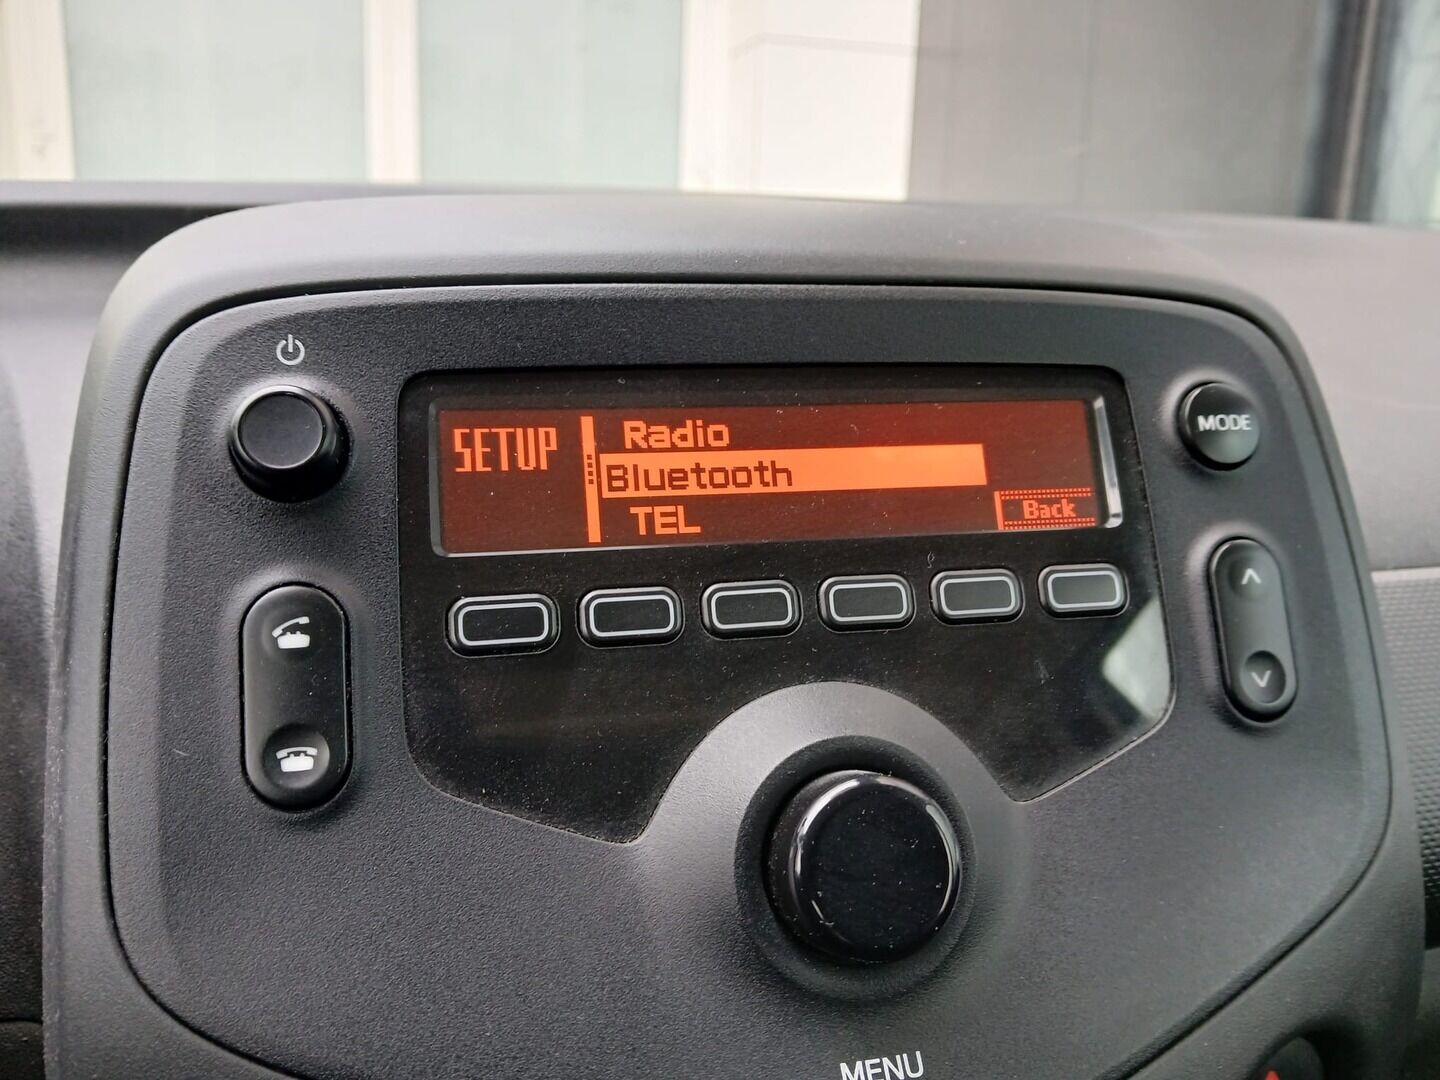 MODE
SETUP
Radio
Bluetooth
TEL
Back
MENU